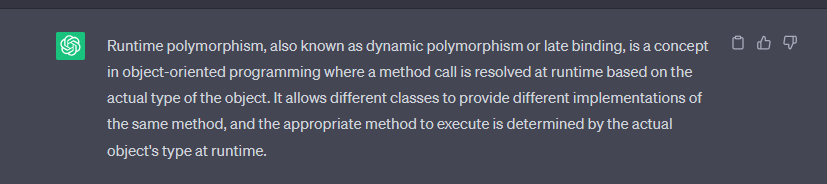 Runtime polymorphism, also known as dynamic polymorphism or late binding, is a concept
in object-oriented programming where a method call is resolved at runtime based on the
actual type of the object. It allows different classes to provide different implementations of
the same method, and the appropriate method to execute is determined by the actual
object's type at runtime.